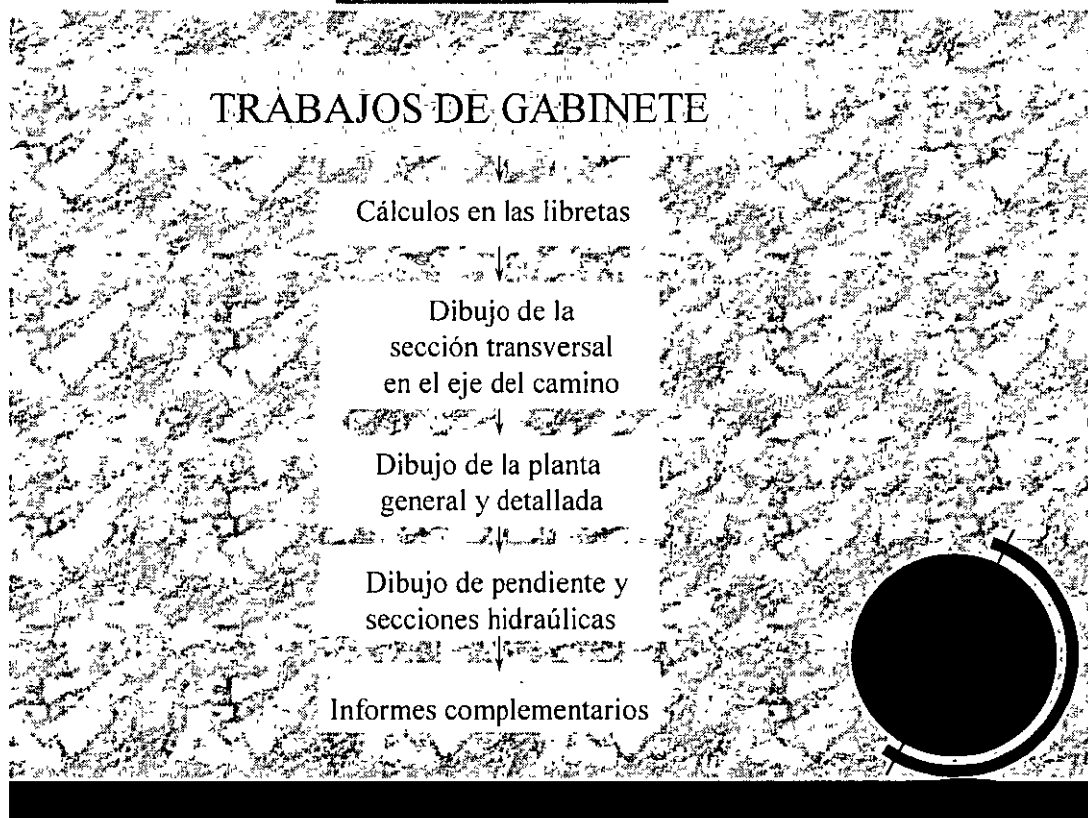 TRABAJOS DE GABINETE
Cálculos en las libretas
Dibujo de la
sección transversal
en el eje del camino
Dibujo de la planta
general y detallada
Dibujo de pendiente y
secciones hidraúlicas
Informes complementarios